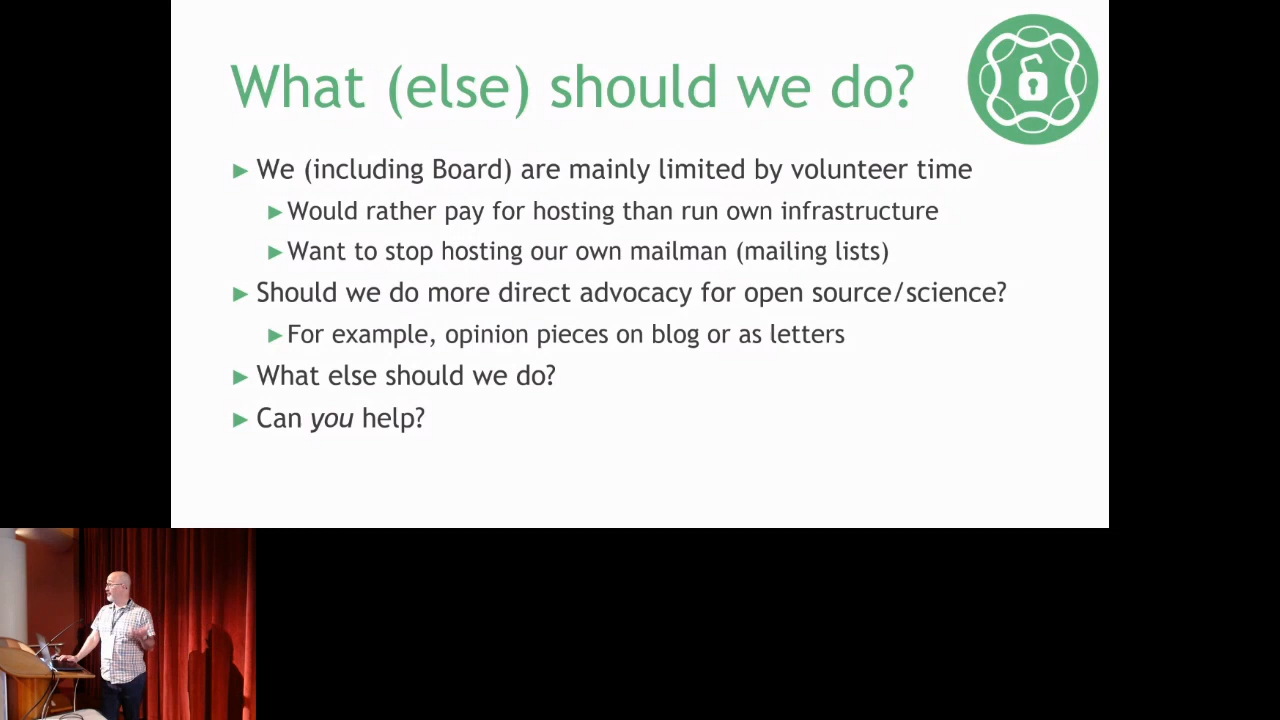 What (else) should we do?
► We (including Board) are mainly limited by volunteer time
► Would rather pay for hosting than run own infrastructure
► Want to stop hosting our own mailman (mailing lists)
► Should we do more direct advocacy for open source/science?
► For example, opinion pieces on blog or as letters
► What else should we do?
► Can you help?